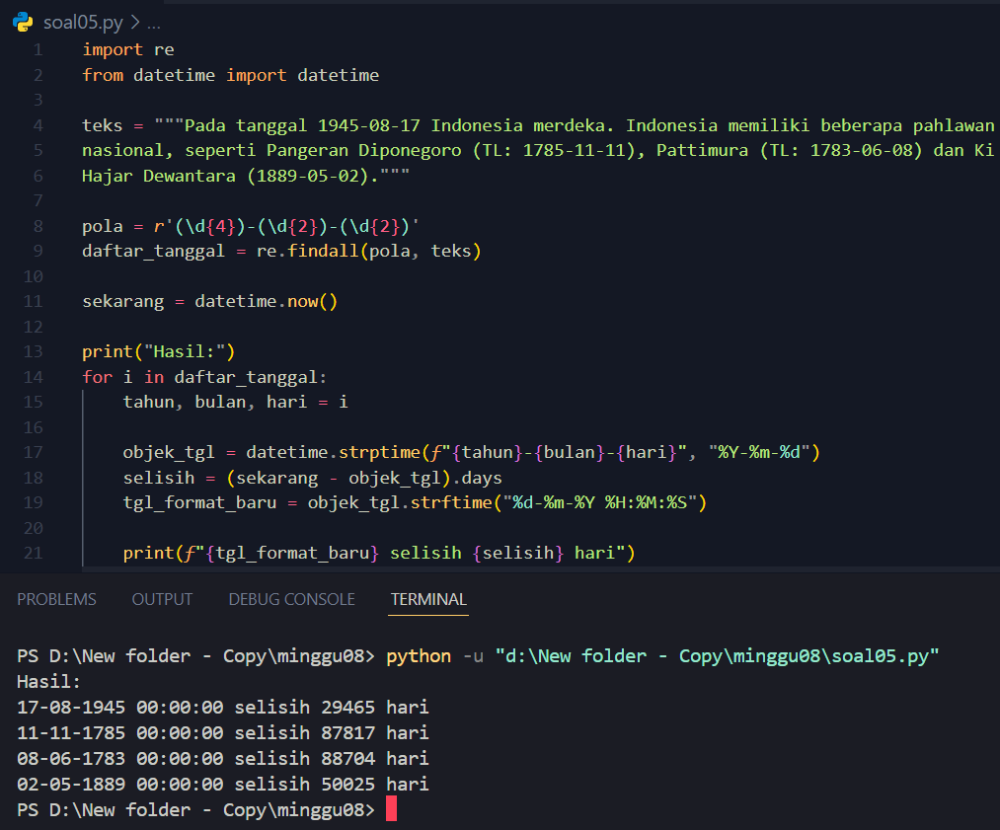 soal05.py > ...
1 import re
2 from datetime import datetime
3
4 teks = """Pada tanggal 1945-08-17 Indonesia merdeka. Indonesia memiliki beberapa pahlawan
5 nasional, seperti Pangeran Diponegoro (TL: 1785-11-11), Pattimura (TL: 1783-06-08) dan Ki
6 Hajar Dewantara (1889-05-02)."""
7
8 pola = r'(\d{4})-(\d{2})-(\d{2})'
9 daftar_tanggal = re.findall(pola, teks)
10
11 sekarang = datetime.now()
12
13 print("Hasil:")
14 for i in daftar_tanggal:
15     tahun, bulan, hari = i
16
17     objek_tgl = datetime.strptime(f"{tahun}-{bulan}-{hari}", "%Y-%m-%d")
18     selisih = (sekarang - objek_tgl).days
19     tgl_format_baru = objek_tgl.strftime("%d-%m-%Y %H:%M:%S")
20
21     print(f"{tgl_format_baru} selisih {selisih} hari")
PROBLEMS OUTPUT DEBUG CONSOLE TERMINAL
PS D:\New folder - Copy\minggu08> python -u "d:\New folder - Copy\minggu08\soal05.py"
Hasil:
17-08-1945 00:00:00 selisih 29465 hari
11-11-1785 00:00:00 selisih 87817 hari
08-06-1783 00:00:00 selisih 88704 hari
02-05-1889 00:00:00 selisih 50025 hari
PS D:\New folder - Copy\minggu08>